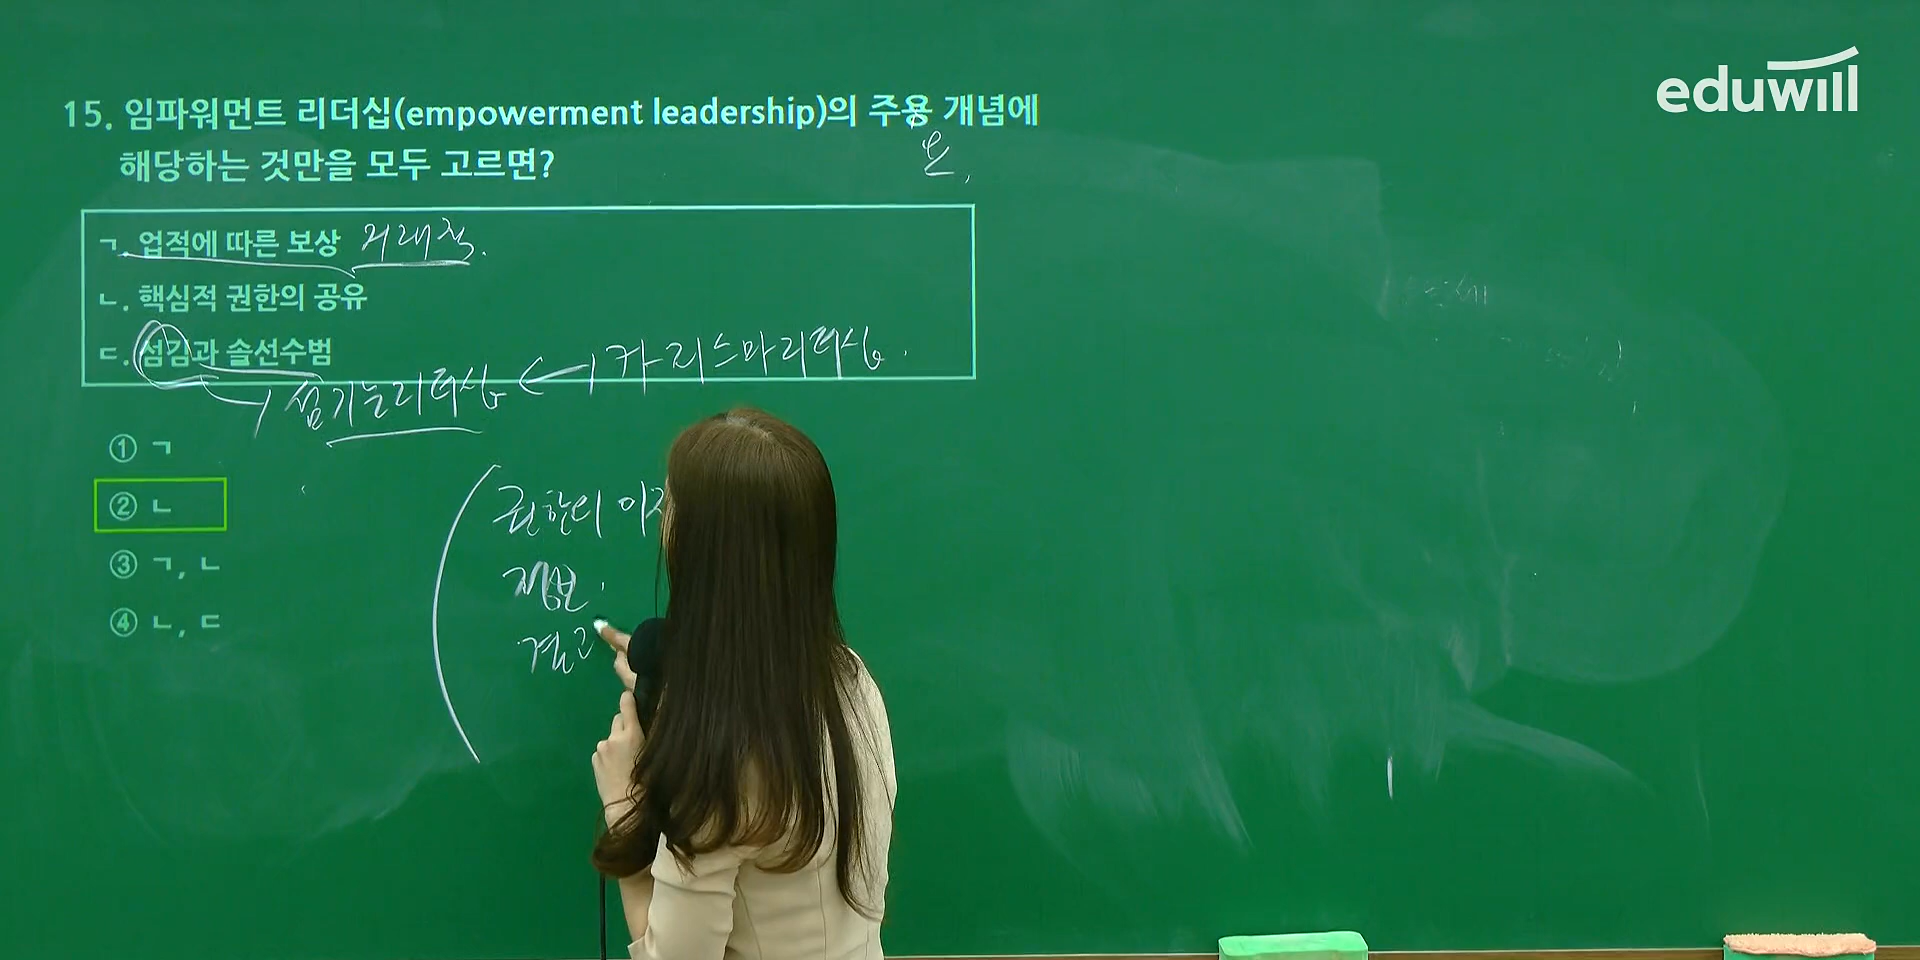 eduwill
15. 임파워먼트 리더십(empowerment leadership)의 주용 개념에
요,
해당하는 것만을 모두 고르면?
ㄱ. 업적에 따른 보상 거래적.
ㄴ. 핵심적 권한의 공유
ㄷ. 섬김과 솔선수범
섬기는리더십 카리스마리더십.
① ㄱ
② ㄴ
③ ㄱ, ㄴ
④ ㄴ, ㄷ
권한의
정보